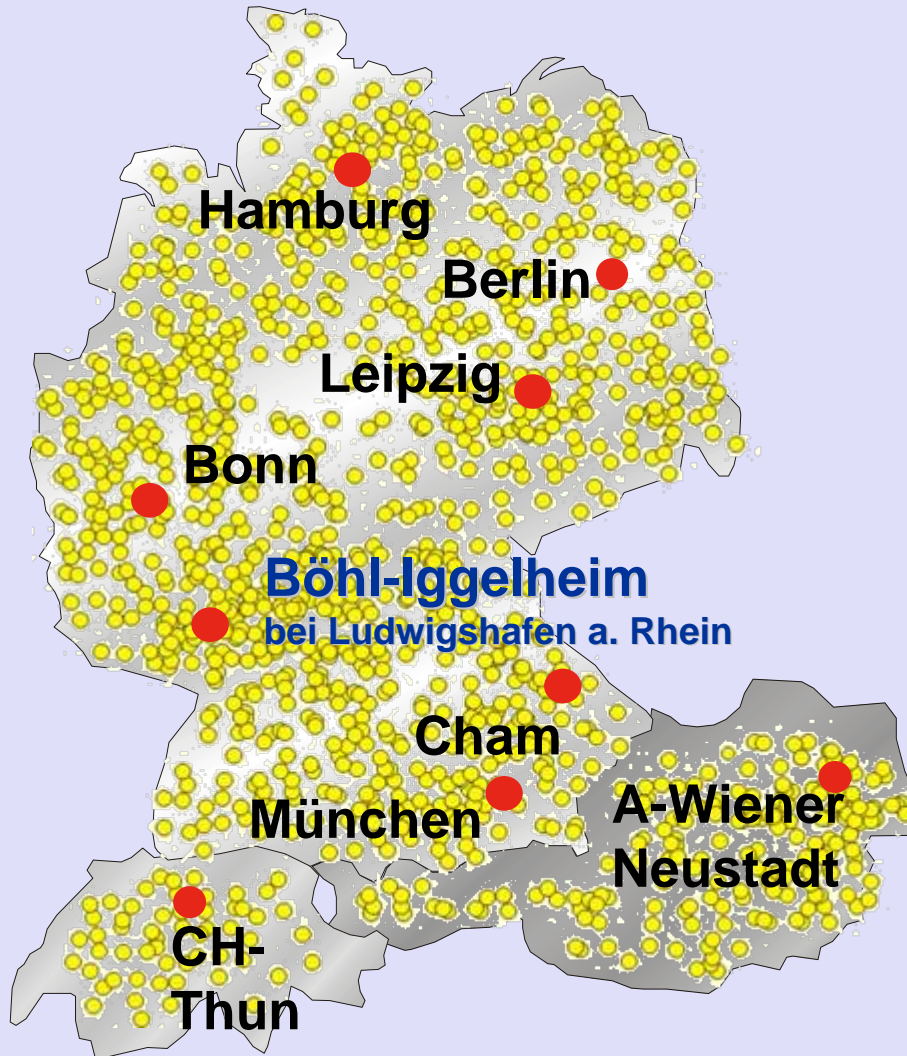 Hamburg
Berlin
Leipzig
Bonn
Böhl-Iggelheim
bei Ludwigshafen a. Rhein
Cham
München
A-Wiener
Neustadt
CH-
Thun